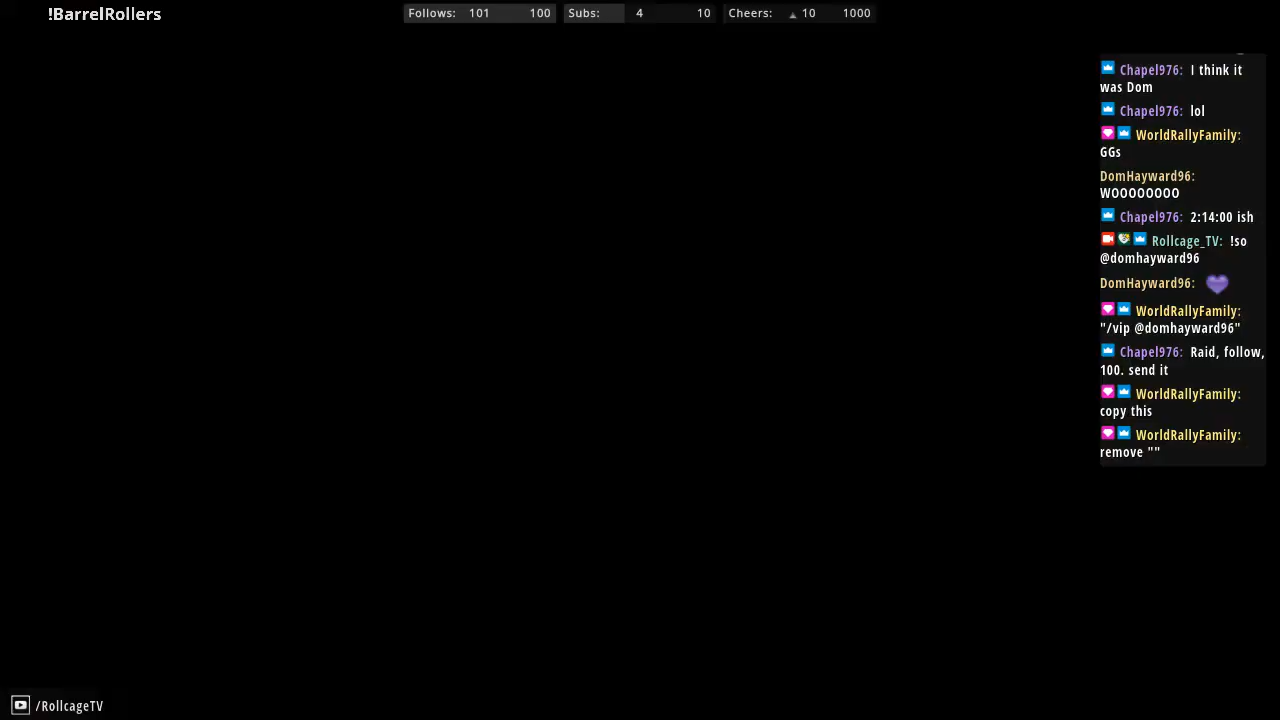 !BarrelRollers
Follows: 101 100
Subs: 4 10
Cheers: 10 1000
Chapel976: I think it
was Dom
Chapel976: lol
WorldRallyFamily:
GGs
DomHayward96:
WOOOOOOOO
Chapel976: 2:14:00 ish
Rollcage_TV: !so
@domhayward96
DomHayward96:
WorldRallyFamily:
"/vip @domhayward96"
Chapel976: Raid, follow,
100. send it
WorldRallyFamily:
copy this
WorldRallyFamily:
remove ""
/RollcageTV